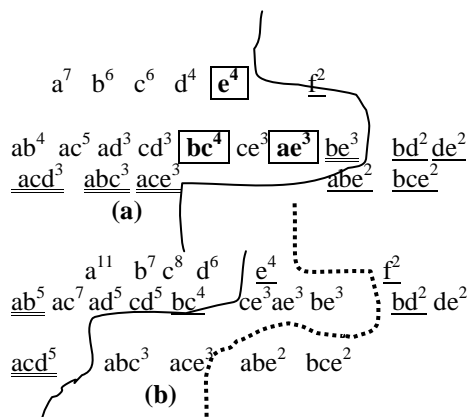 a⁷ b⁶ c⁶ d⁴ e⁴ f²
ab⁴ ac⁵ ad³ cd³ bc⁴ ce³ ae³ be³ bd² de²
acd³ abc³ ace³ abe² bce²
(a)
a¹¹ b⁷ c⁸ d⁶ e⁴ f²
ab⁵ ac⁷ ad⁵ cd⁵ bc⁴ ce³ ae³ be³ bd² de²
acd⁵ abc³ ace³ abe² bce²
(b)